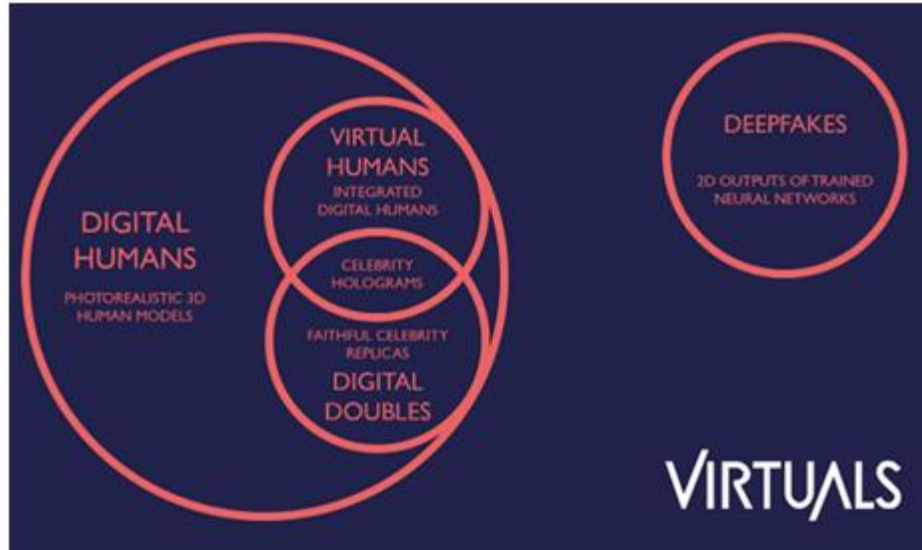 VIRTUAL
HUMANS
INTEGRATED
DIGITAL HUMANS
DIGITAL
HUMANS
PHOTOREALISTIC 3D
HUMAN MODELS
CELEBRITY
HOLOGRAMS
FAITHFUL CELEBRITY
REPLICAS
DIGITAL
DOUBLES
DEEPFAKES
2D OUTPUTS OF TRAINED
NEURAL NETWORKS
VIRTUALS